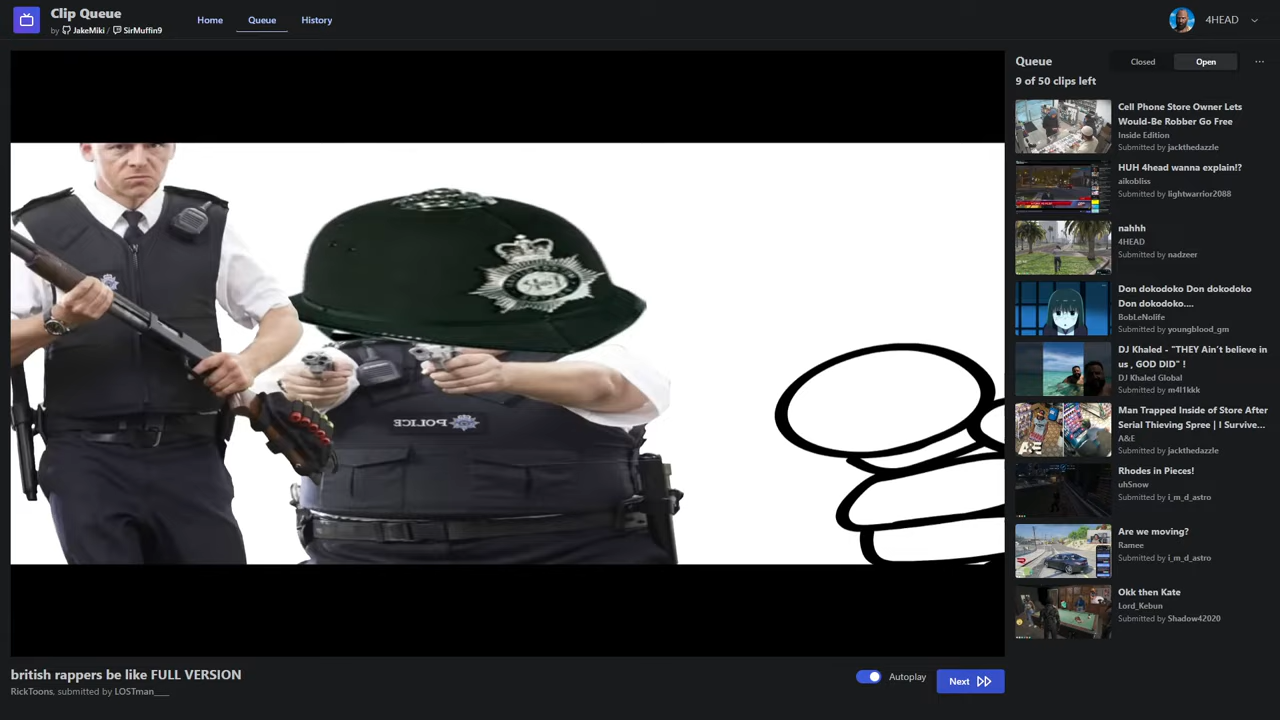 Clip Queue
by JakeMiki / SirMuffin9
Home
Queue
History
4HEAD
POLICE
british rappers be like FULL VERSION
RickToons, submitted by LOSTman___
Autoplay
Next
Queue
Closed
Open
...
9 of 50 clips left
Cell Phone Store Owner Lets
Would-Be Robber Go Free
Inside Edition
Submitted by jackthedazzle
HUH 4head wanna explain!?
aikobliss
Submitted by lightwarrior2088
nahhh
4HEAD
Submitted by nadzeer
Don dokodoko Don dokodoko
Don dokodoko....
BobLeNolife
Submitted by youngblood_gm
DJ Khaled - "THEY Ain't believe in
us , GOD DID" !
DJ Khaled Global
Submitted by m4l1kkk
Man Trapped Inside of Store After
Serial Thieving Spree | I Survive...
A&E
Submitted by jackthedazzle
Rhodes in Pieces!
uhSnow
Submitted by i_m_d_astro
Are we moving?
Ramee
Submitted by i_m_d_astro
Okk then Kate
Lord_Kebun
Submitted by Shadow42020